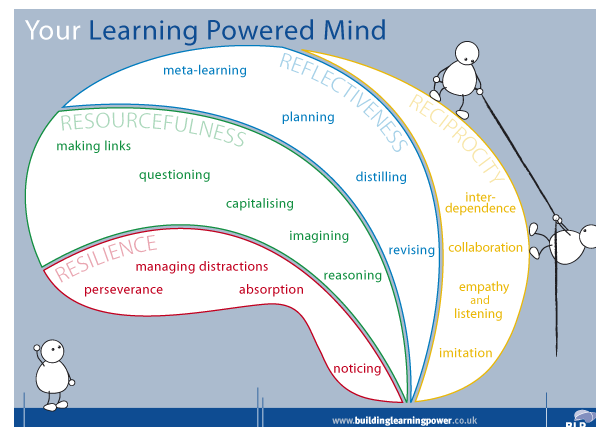 Your Learning Powered Mind
REFLECTIVENESS
meta-learning
planning
distilling
revising
RESOURCEFULNESS
making links
questioning
capitalising
imagining
reasoning
RESILIENCE
managing distractions
perseverance
absorption
noticing
RECIPROCITY
inter-
dependence
collaboration
empathy
and
listening
imitation
www.buildinglearningpower.co.uk
BLP